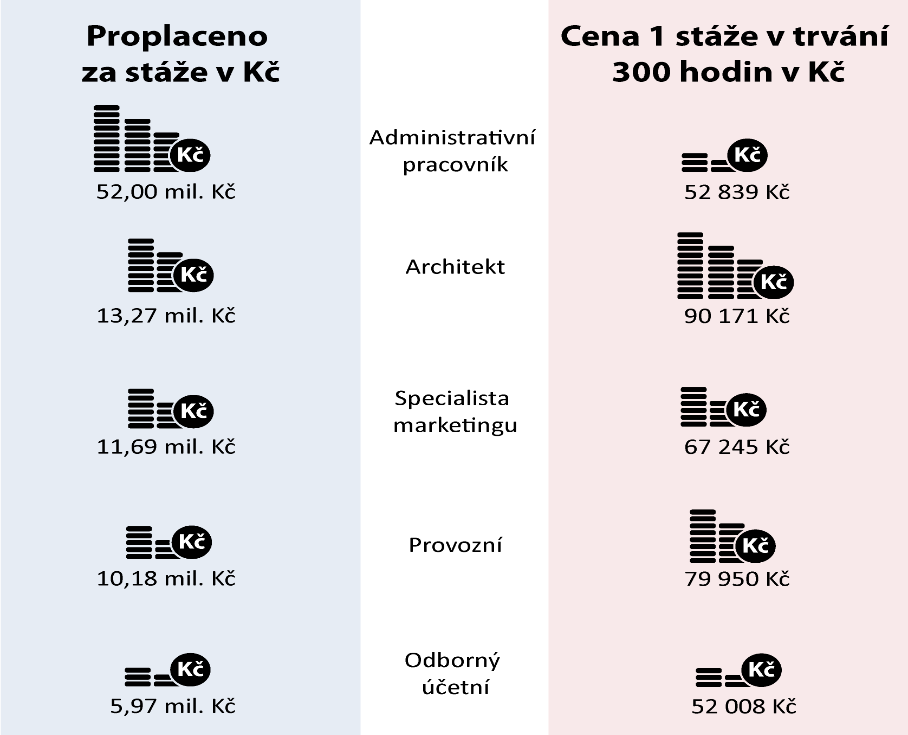 Proplaceno
za stáže v Kč
Cena 1 stáže v trvání
300 hodin v Kč
Kč
52,00 mil. Kč
Administrativní
pracovník
Kč
52 839 Kč
Kč
13,27 mil. Kč
Architekt
Kč
90 171 Kč
Kč
11,69 mil. Kč
Specialista
marketingu
Kč
67 245 Kč
Kč
10,18 mil. Kč
Provozní
Kč
79 950 Kč
Kč
5,97 mil. Kč
Odborný
účetní
Kč
52 008 Kč